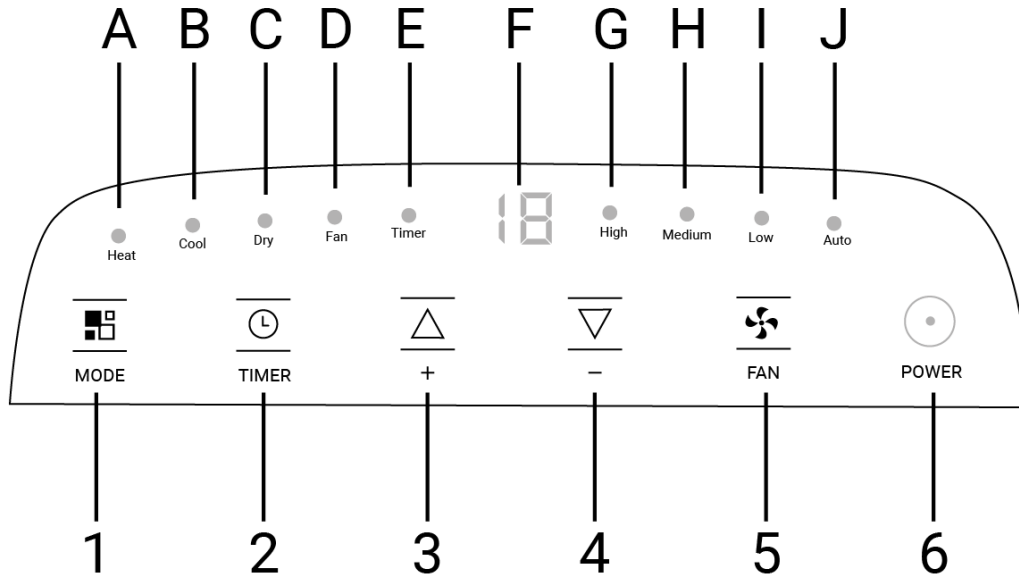 A B C D E F G H I J
18
Heat Cool Dry Fan Timer High Medium Low Auto
MODE TIMER + − FAN POWER
1 2 3 4 5 6